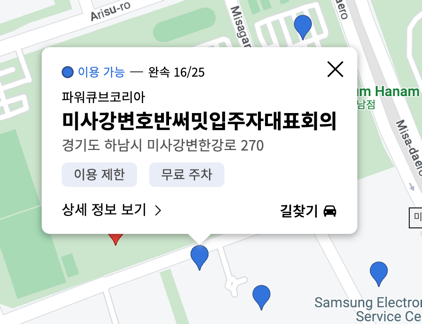 Arisu-ro
Misagan
daero
이용 가능 — 완속 16/25
파워큐브코리아
미사강변호반써밋입주자대표회의
경기도 하남시 미사강변한강로 270
이용 제한
무료 주차
상세 정보 보기
길찾기
um Hanam
남점
Misa-daero
미
Samsung Electron
Service Ce